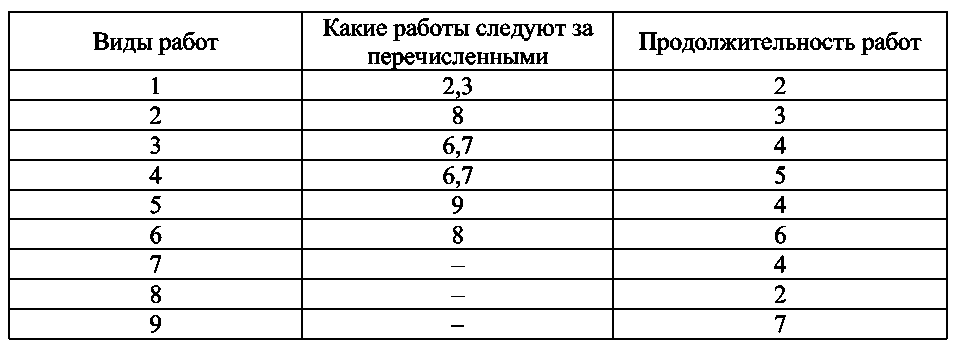 Виды работ Какие работы следуют за перечисленными Продолжительность работ
1 2,3 2
2 8 3
3 6,7 4
4 6,7 5
5 9 4
6 8 6
7 – 4
8 – 2
9 – 7